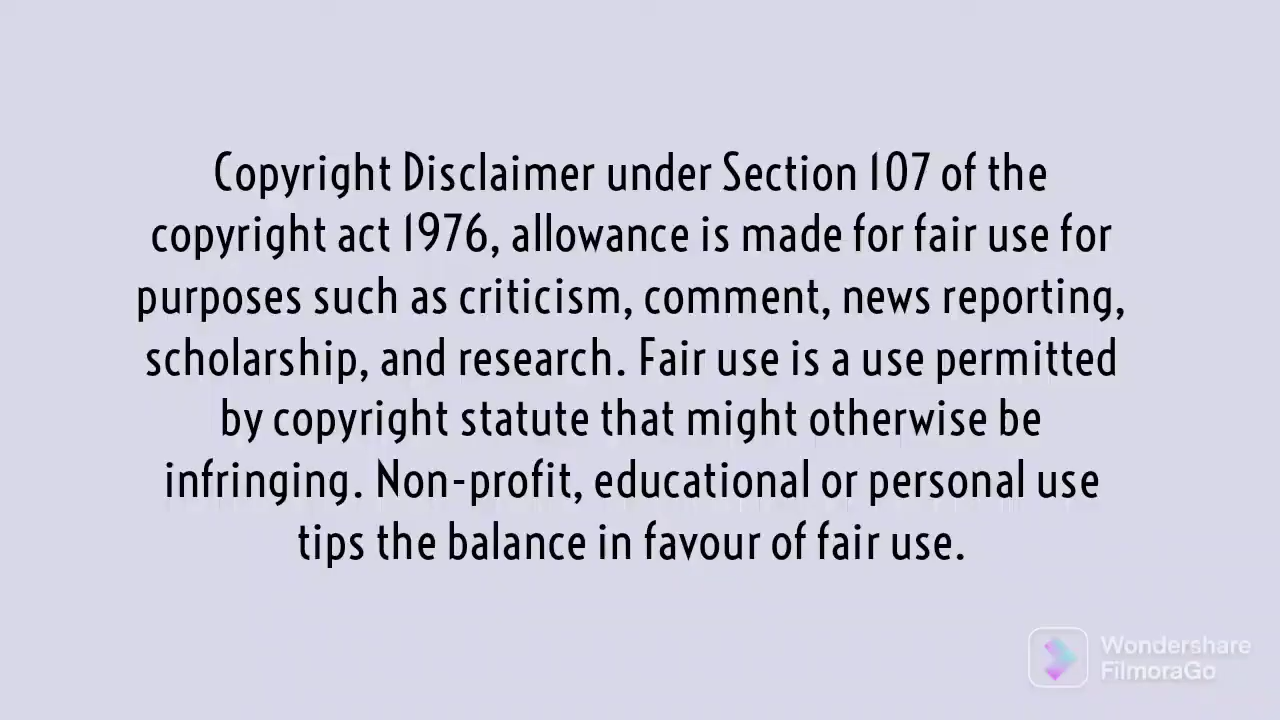 Copyright Disclaimer under Section 107 of the
copyright act 1976, allowance is made for fair use for
purposes such as criticism, comment, news reporting,
scholarship, and research. Fair use is a use permitted
by copyright statute that might otherwise be
infringing. Non-profit, educational or personal use
tips the balance in favour of fair use.
Wondershare
FilmoraGo